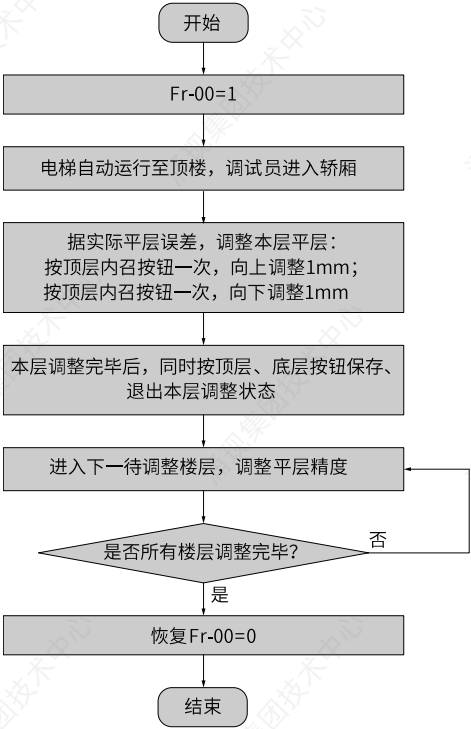 开始
Fr-00=1
电梯自动运行至顶楼，调试员进入轿厢
据实际平层误差，调整本层平层：
按顶层内召按钮一次，向上调整1mm；
按顶层内召按钮一次，向下调整1mm
本层调整完毕后，同时按顶层、底层按钮保存、
退出本层调整状态
进入下一待调整楼层，调整平层精度
是否所有楼层调整完毕？
否
是
恢复Fr-00=0
结束